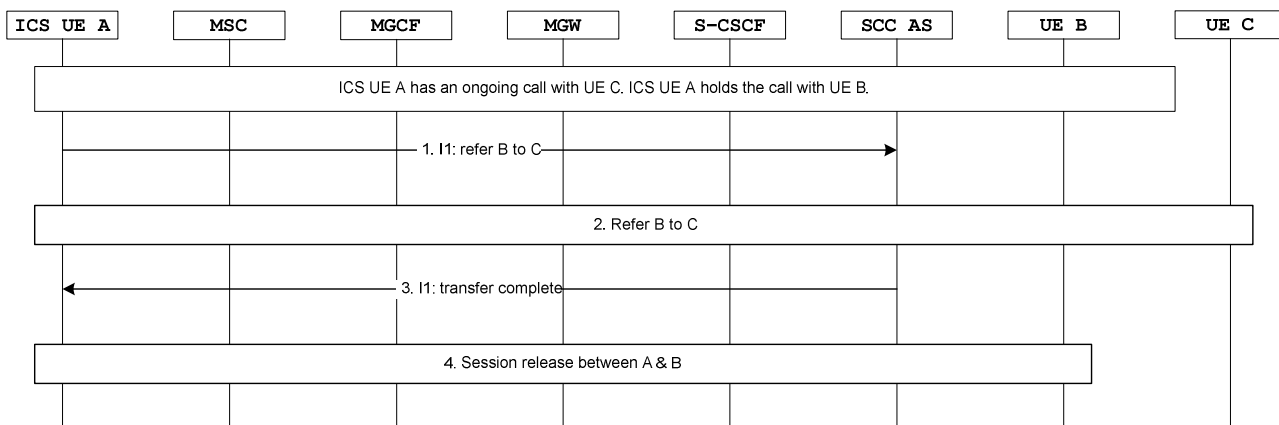 ICS UE A
MSC
MGCF
MGW
S-CSCF
SCC AS
UE B
UE C
ICS UE A has an ongoing call with UE C. ICS UE A holds the call with UE B.
1. I1: refer B to C
2. Refer B to C
3. I1: transfer complete
4. Session release between A & B